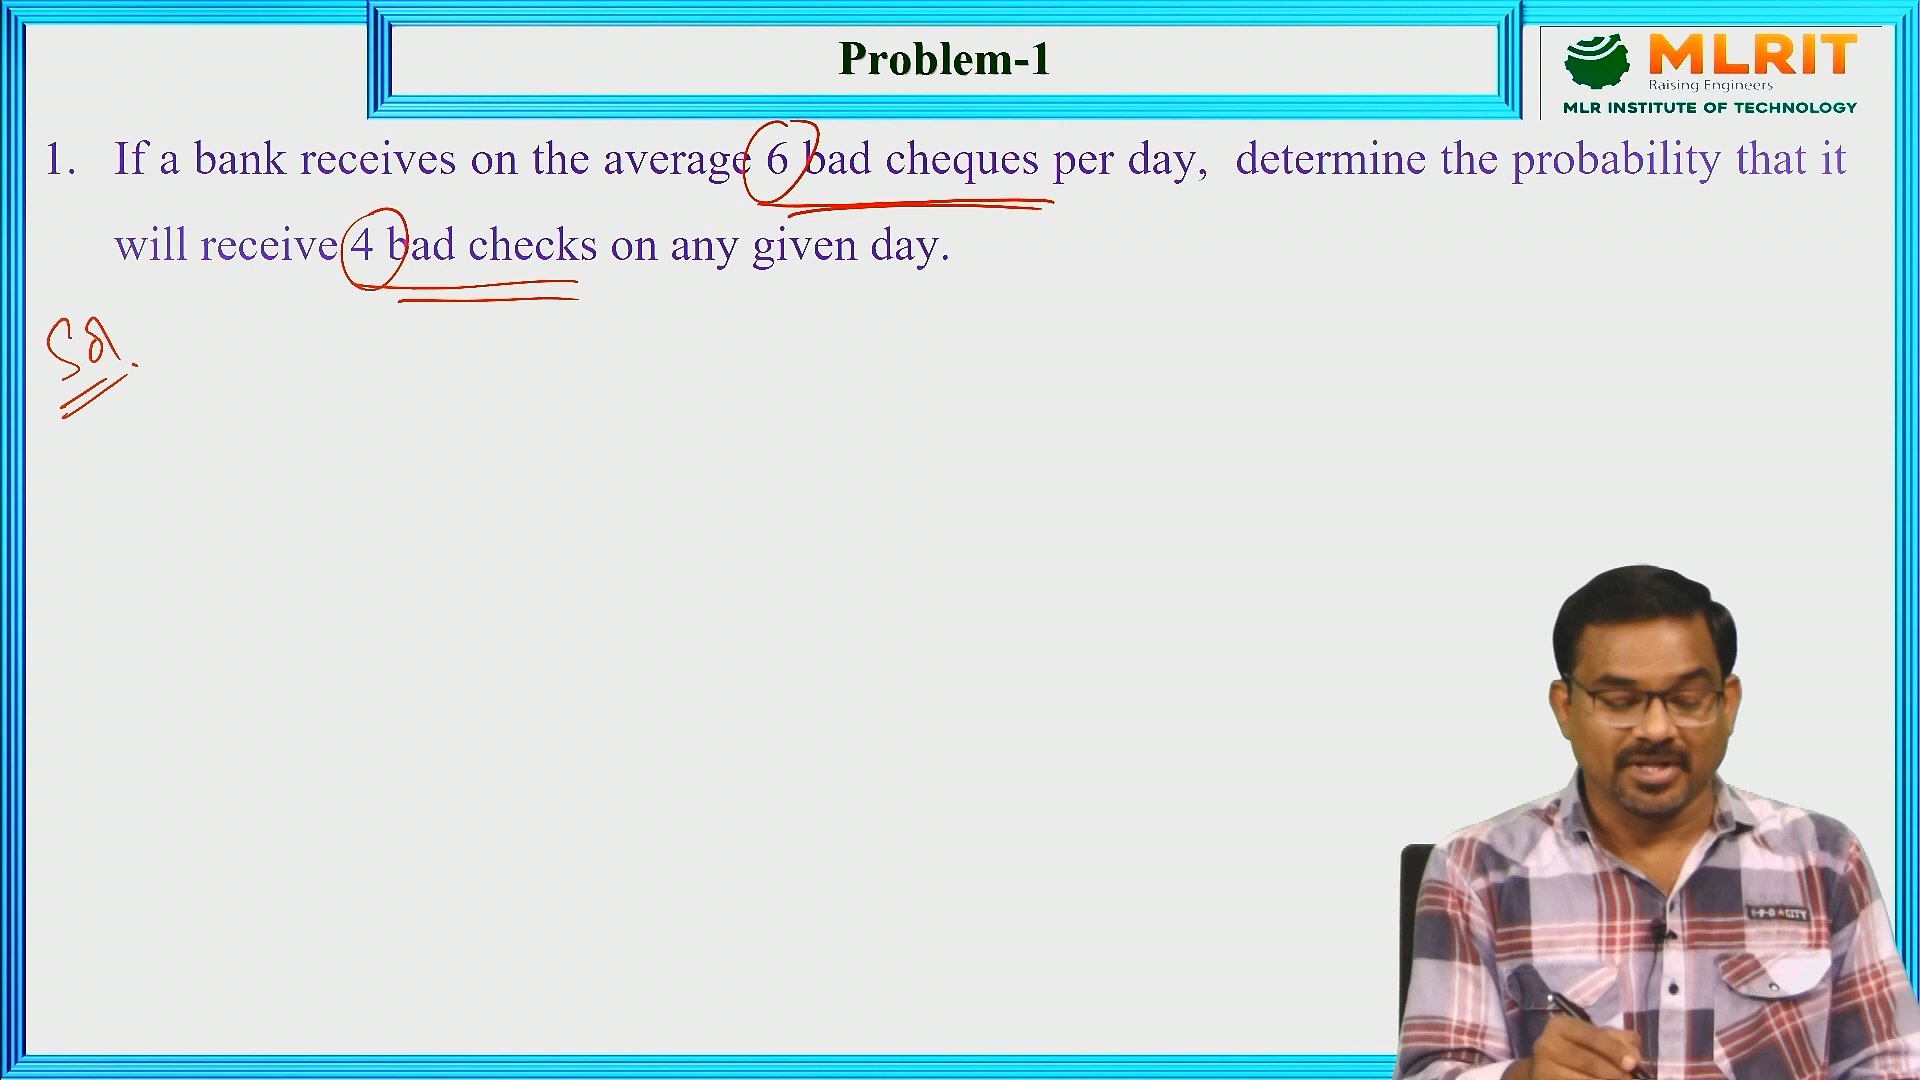 Problem-1
MLRIT
Raising Engineers
MLR INSTITUTE OF TECHNOLOGY
1. If a bank receives on the average 6 bad cheques per day, determine the probability that it
will receive 4 bad checks on any given day.
Sol.